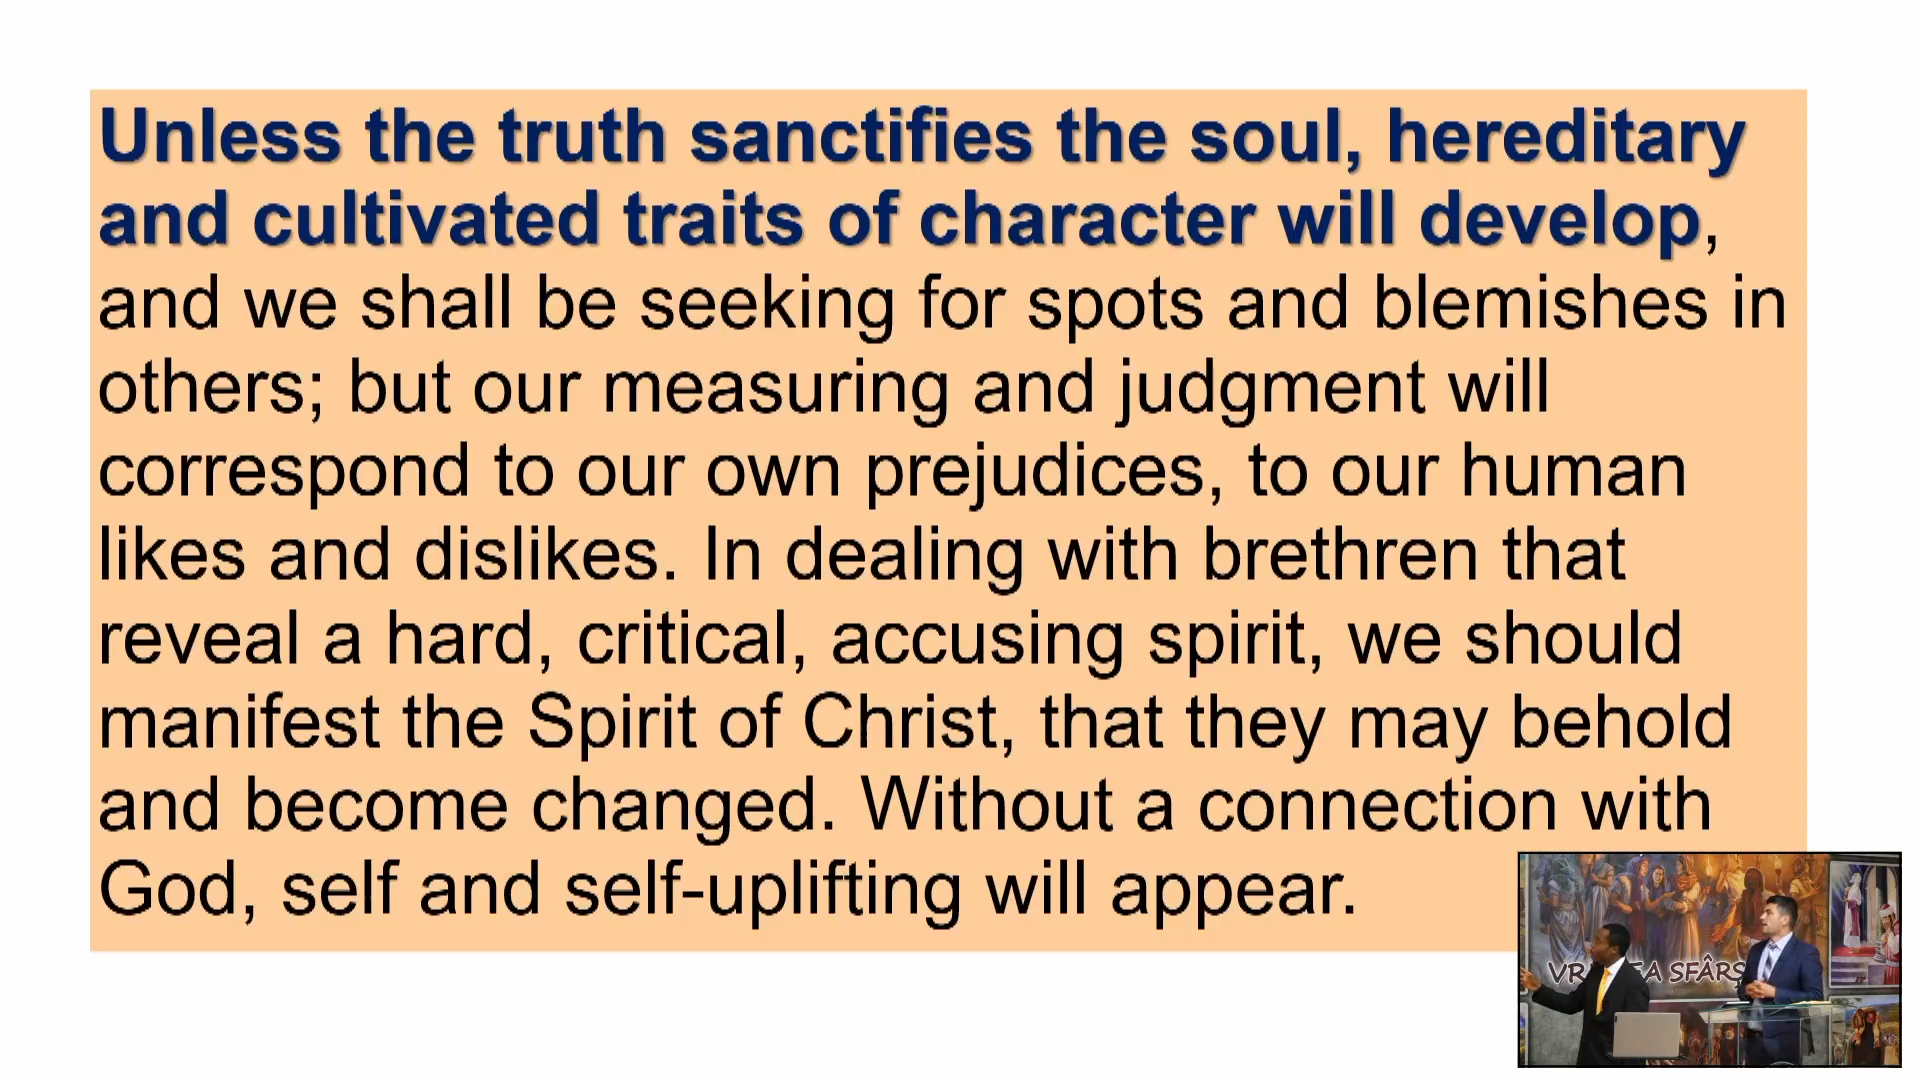 Unless the truth sanctifies the soul, hereditary
and cultivated traits of character will develop,
and we shall be seeking for spots and blemishes in
others; but our measuring and judgment will
correspond to our own prejudices, to our human
likes and dislikes. In dealing with brethren that
reveal a hard, critical, accusing spirit, we should
manifest the Spirit of Christ, that they may behold
and become changed. Without a connection with
God, self and self-uplifting will appear.